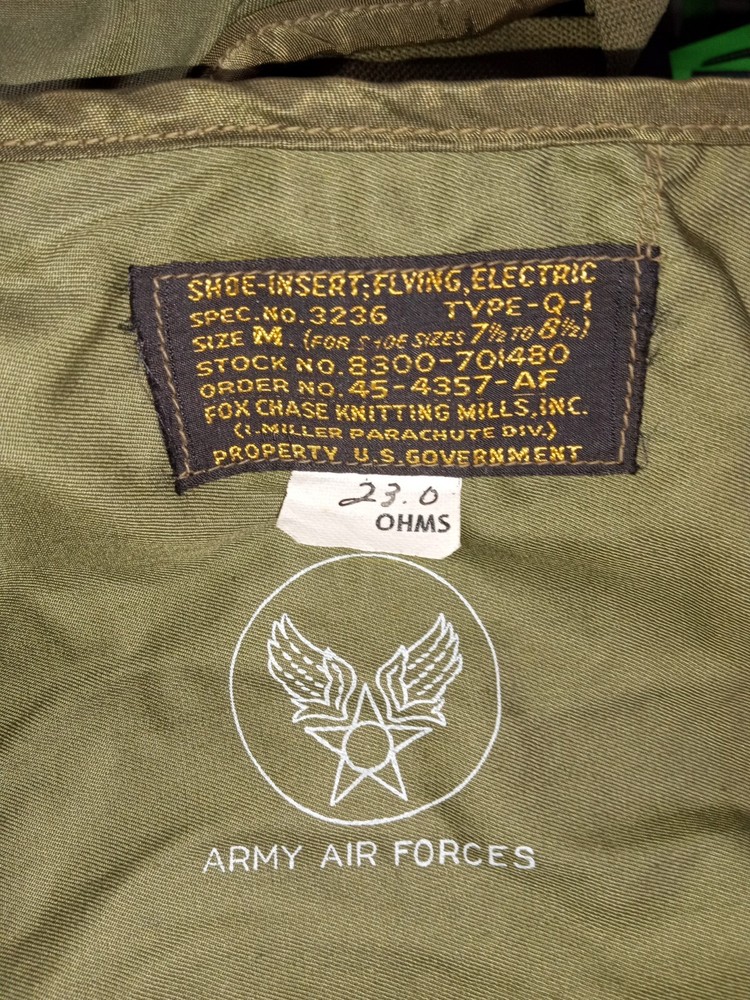 SHOE-INSERT; FLYING, ELECTRIC
SPEC. NO. 3236 TYPE-Q-1
SIZE M. (FOR SHOE SIZES 7½ TO 8½)
STOCK NO. 8300-701480
ORDER NO. 45-4357-AF
FOX CHASE KNITTING MILLS, INC.
(I. MILLER PARACHUTE DIV.)
PROPERTY U.S. GOVERNMENT
23.0
OHMS
ARMY AIR FORCES